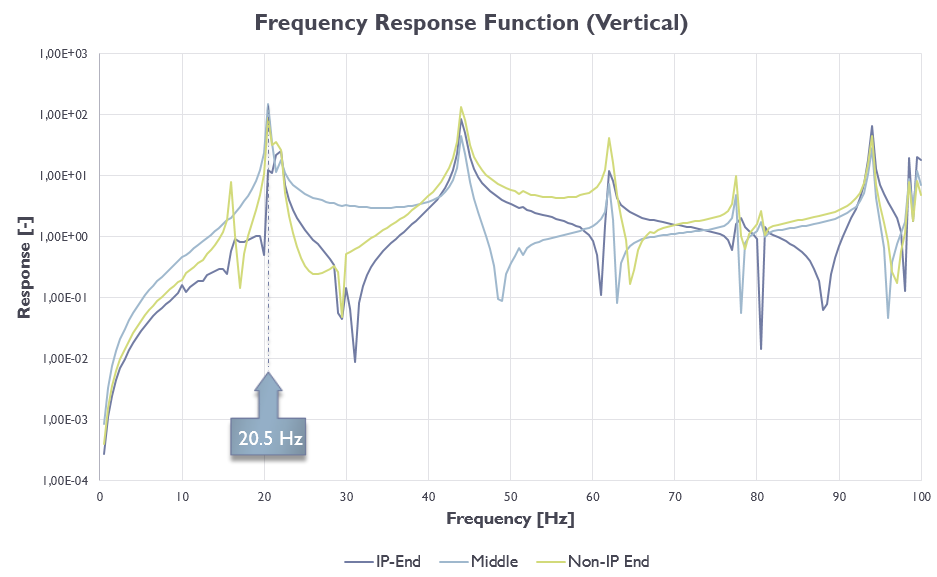 Frequency Response Function (Vertical)
1,00E+03
1,00E+02
1,00E+01
1,00E+00
1,00E-01
1,00E-02
1,00E-03
1,00E-04
Response [-]
20.5 Hz
0 10 20 30 40 50 60 70 80 90 100
Frequency [Hz]
IP-End Middle Non-IP End